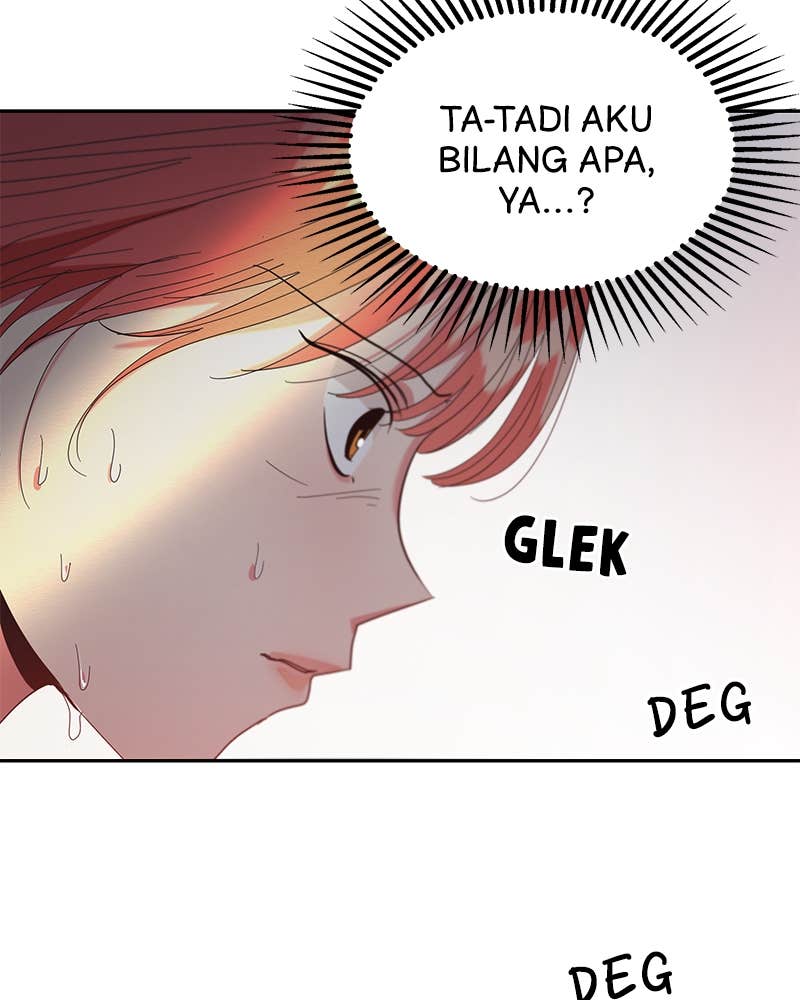 TA-TADI AKU
BILANG APA,
YA...?
GLEK
DEG
DEG